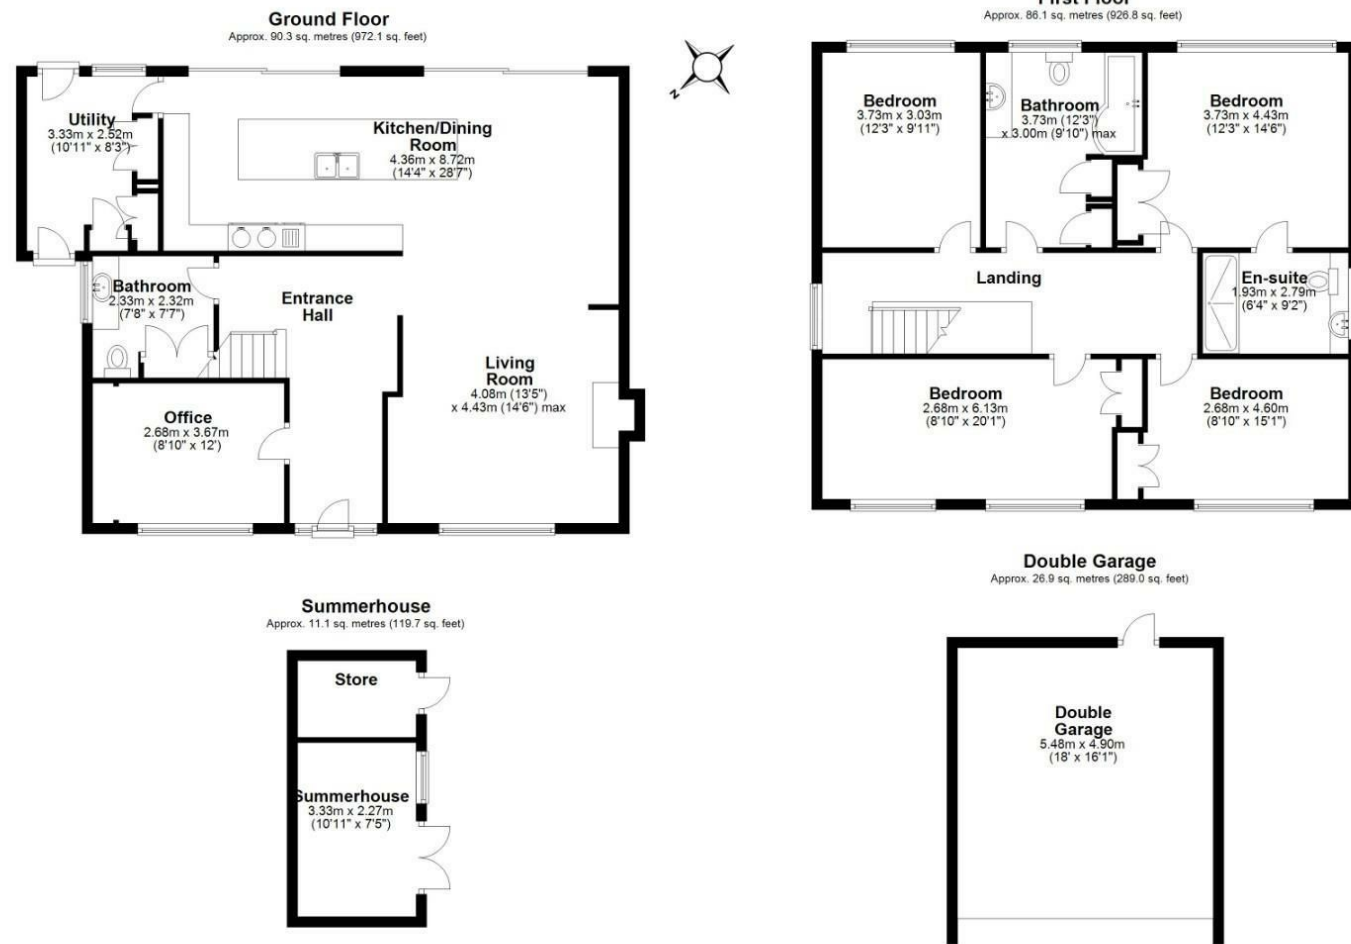 Ground Floor
Approx. 90.3 sq. metres (972.1 sq. feet)
Utility
3.33m x 2.52m
(10'11" x 8'3")
Kitchen/Dining
Room
4.36m x 8.72m
(14'4" x 28'7")
Bathroom
2.33m x 2.32m
(7'8" x 7'7")
Entrance
Hall
Living
Room
4.08m (13'5")
x 4.43m (14'6") max
Office
2.68m x 3.67m
(8'10" x 12')
N
First Floor
Approx. 86.1 sq. metres (926.8 sq. feet)
Bedroom
3.73m x 3.03m
(12'3" x 9'11")
Bathroom
3.73m (12'3")
x 3.00m (9'10") max
Bedroom
3.73m x 4.43m
(12'3" x 14'6")
Landing
En-suite
1.93m x 2.79m
(6'4" x 9'2")
Bedroom
2.68m x 6.13m
(8'10" x 20'1")
Bedroom
2.68m x 4.60m
(8'10" x 15'1")
Summerhouse
Approx. 11.1 sq. metres (119.7 sq. feet)
Store
Summerhouse
3.33m x 2.27m
(10'11" x 7'5")
Double Garage
Approx. 26.9 sq. metres (289.0 sq. feet)
Double
Garage
5.48m x 4.90m
(18' x 16'1")